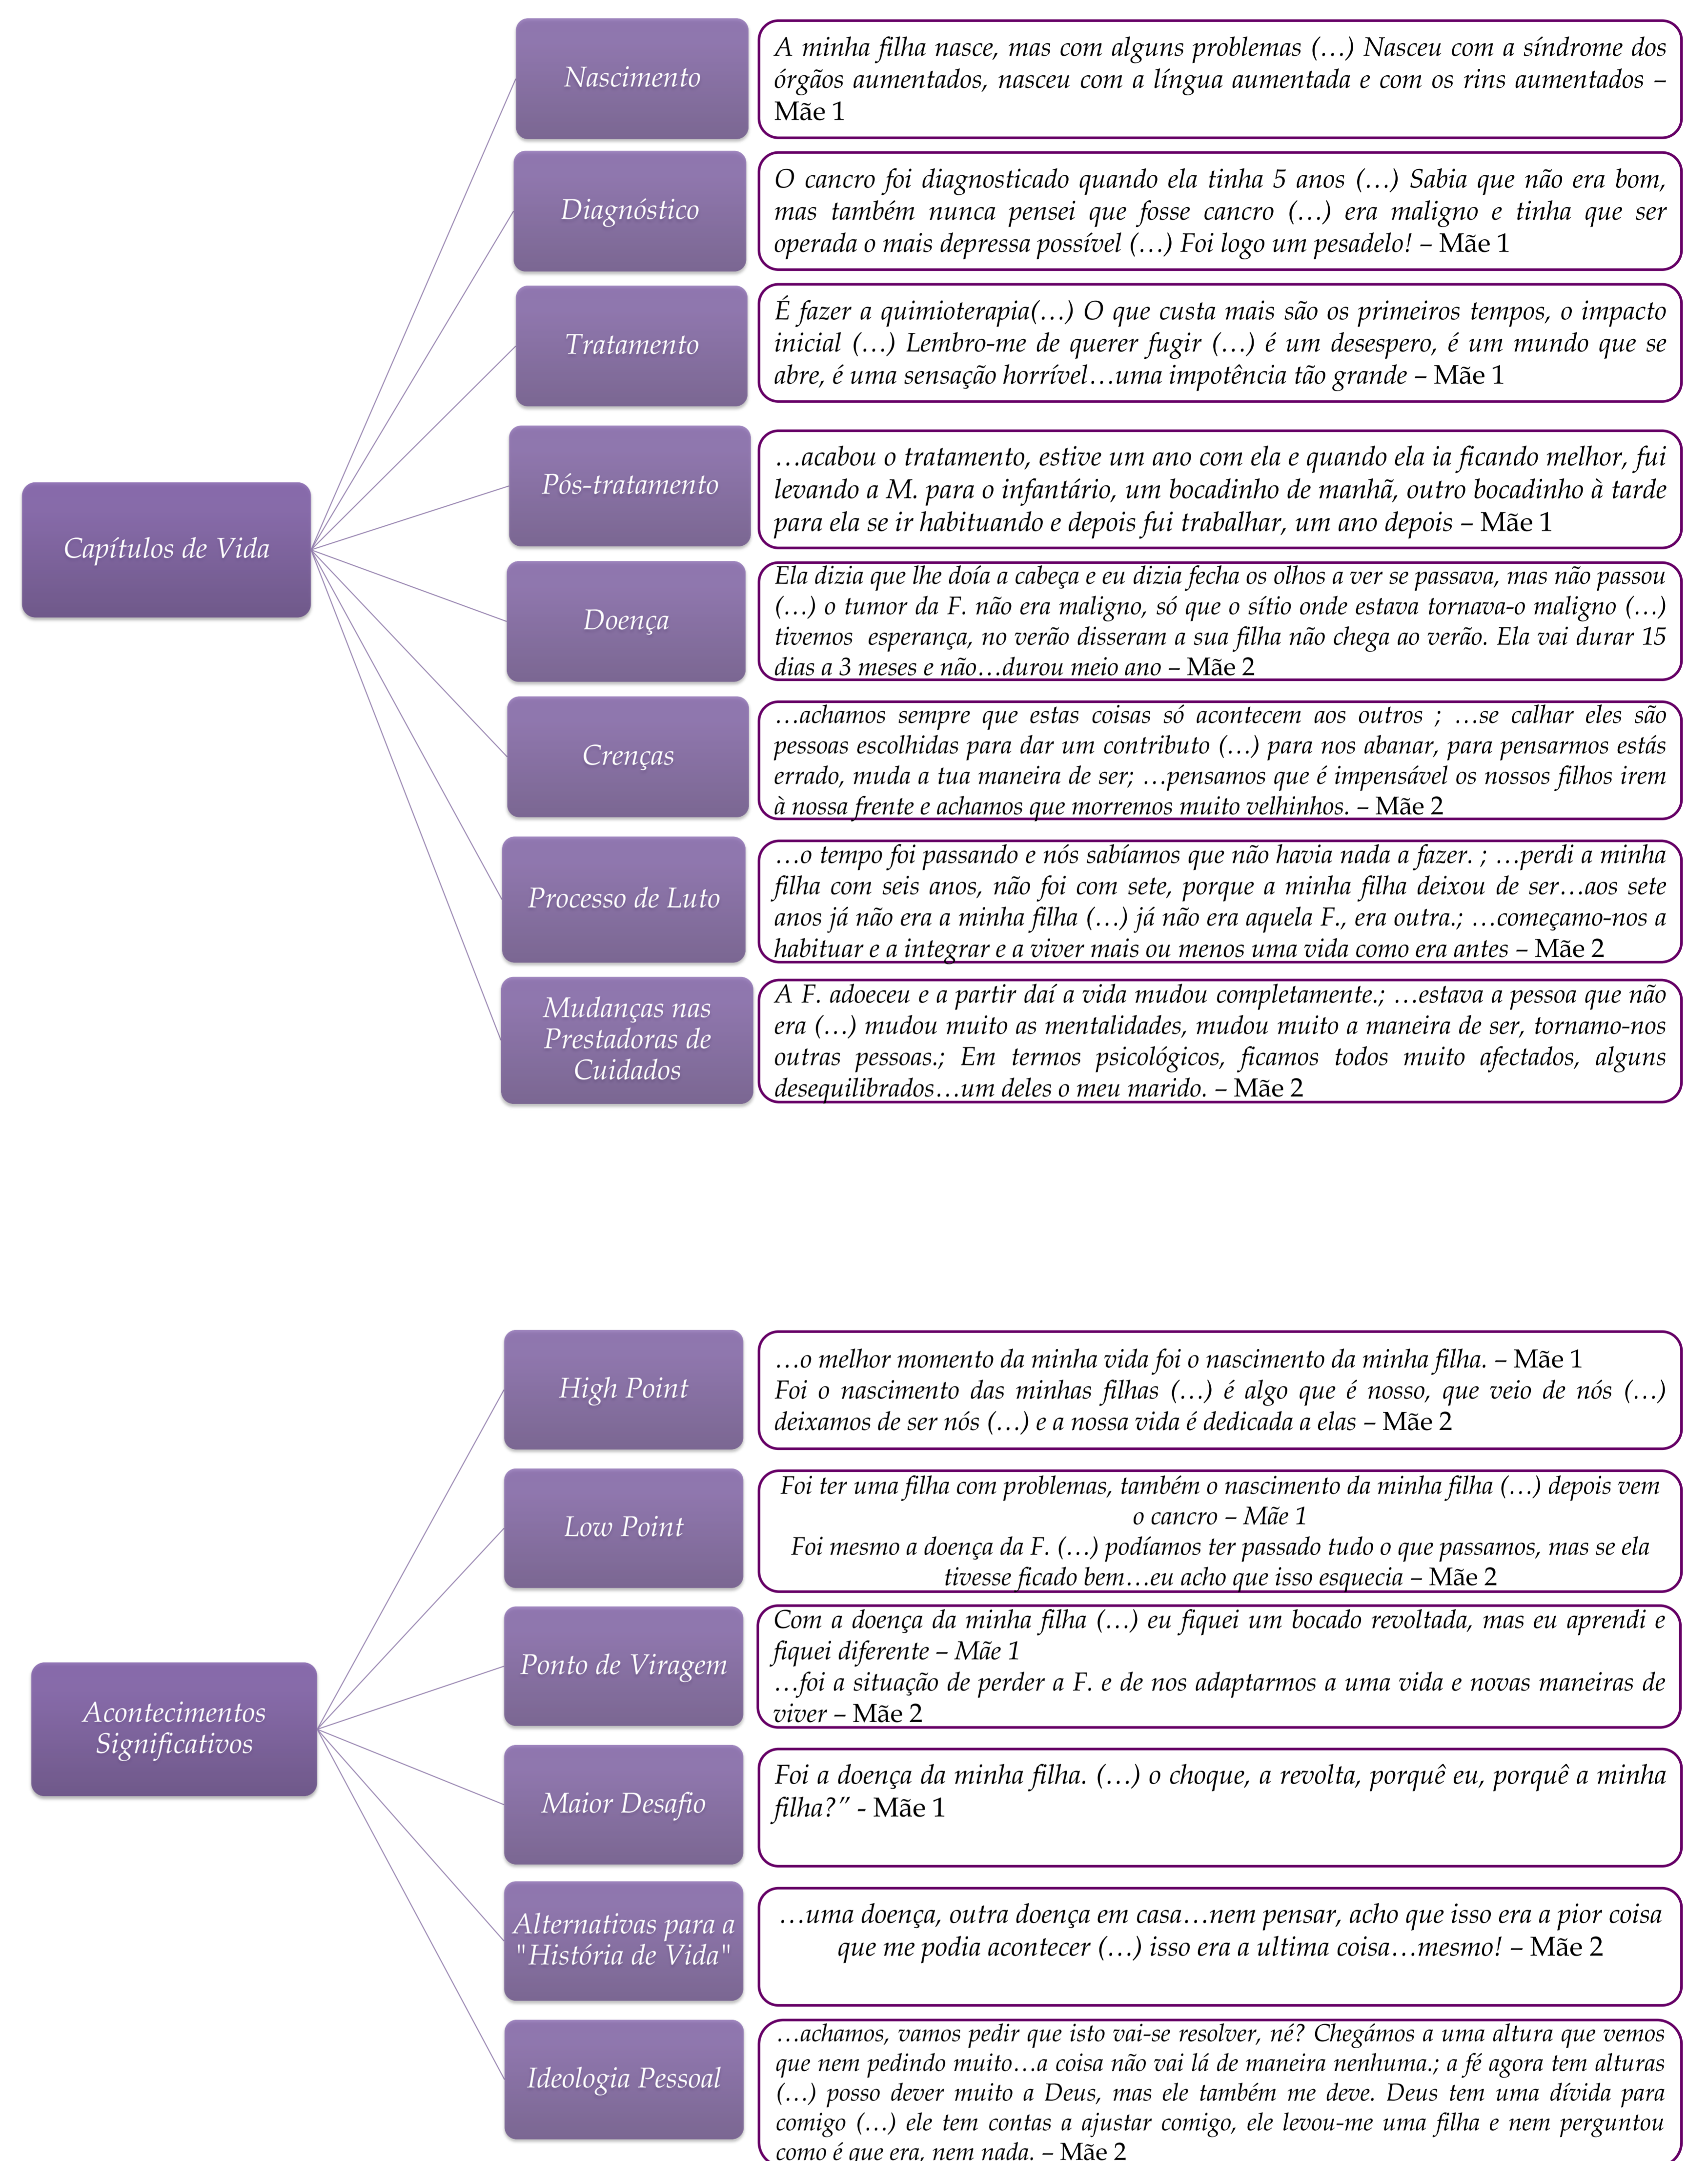 Capítulos de Vida
Nascimento
A minha filha nasce, mas com alguns problemas (…) Nasceu com a síndrome dos
órgãos aumentados, nasceu com a língua aumentada e com os rins aumentados –
Mãe 1
Diagnóstico
O cancro foi diagnosticado quando ela tinha 5 anos (…) Sabia que não era bom,
mas também nunca pensei que fosse cancro (…) era maligno e tinha que ser
operada o mais depressa possível (…) Foi logo um pesadelo! – Mãe 1
Tratamento
É fazer a quimioterapia(…) O que custa mais são os primeiros tempos, o impacto
inicial (…) Lembro-me de querer fugir (…) é um desespero, é um mundo que se
abre, é uma sensação horrível…uma impotência tão grande – Mãe 1
Pós-tratamento
…acabou o tratamento, estive um ano com ela e quando ela ia ficando melhor, fui
levando a M. para o infantário, um bocadinho de manhã, outro bocadinho à tarde
para ela se ir habituando e depois fui trabalhar, um ano depois – Mãe 1
Doença
Ela dizia que lhe doía a cabeça e eu dizia fecha os olhos a ver se passava, mas não passou
(…) o tumor da F. não era maligno, só que o sítio onde estava tornava-o maligno (…)
tivemos esperança, no verão disseram a sua filha não chega ao verão. Ela vai durar 15
dias a 3 meses e não…durou meio ano – Mãe 2
Crenças
…achamos sempre que estas coisas só acontecem aos outros ; …se calhar eles são
pessoas escolhidas para dar um contributo (…) para nos abanar, para pensarmos estás
errado, muda a tua maneira de ser; …pensamos que é impensável os nossos filhos irem
à nossa frente e achamos que morremos muito velhinhos. – Mãe 2
Processo de Luto
…o tempo foi passando e nós sabíamos que não havia nada a fazer. ; …perdi a minha
filha com seis anos, não foi com sete, porque a minha filha deixou de ser…aos sete
anos já não era a minha filha (…) já não era aquela F., era outra.; …começamo-nos a
habituar e a integrar e a viver mais ou menos uma vida como era antes – Mãe 2
Mudanças nas
Prestadoras de
Cuidados
A F. adoeceu e a partir daí a vida mudou completamente.; …estava a pessoa que não
era (…) mudou muito as mentalidades, mudou muito a maneira de ser, tornamo-nos
outras pessoas.; Em termos psicológicos, ficamos todos muito afectados, alguns
desequilibrados…um deles o meu marido. – Mãe 2
Acontecimentos
Significativos
High Point
…o melhor momento da minha vida foi o nascimento da minha filha. – Mãe 1
Foi o nascimento das minhas filhas (…) é algo que é nosso, que veio de nós (…)
deixamos de ser nós (…) e a nossa vida é dedicada a elas – Mãe 2
Low Point
Foi ter uma filha com problemas, também o nascimento da minha filha (…) depois vem
o cancro – Mãe 1
Foi mesmo a doença da F. (…) podíamos ter passado tudo o que passamos, mas se ela
tivesse ficado bem…eu acho que isso esquecia – Mãe 2
Ponto de Viragem
Com a doença da minha filha (…) eu fiquei um bocado revoltada, mas eu aprendi e
fiquei diferente – Mãe 1
…foi a situação de perder a F. e de nos adaptarmos a uma vida e novas maneiras de
viver – Mãe 2
Maior Desafio
Foi a doença da minha filha. (…) o choque, a revolta, porquê eu, porquê a minha
filha?” - Mãe 1
Alternativas para a
"História de Vida"
…uma doença, outra doença em casa…nem pensar, acho que isso era a pior coisa
que me podia acontecer (…) isso era a ultima coisa…mesmo! – Mãe 2
Ideologia Pessoal
…achamos, vamos pedir que isto vai-se resolver, né? Chegámos a uma altura que vemos
que nem pedindo muito…a coisa não vai lá de maneira nenhuma.; a fé agora tem alturas
(…) posso dever muito a Deus, mas ele também me deve. Deus tem uma dívida para
comigo (…) ele tem contas a ajustar comigo, ele levou-me uma filha e nem perguntou
como é que era, nem nada. – Mãe 2